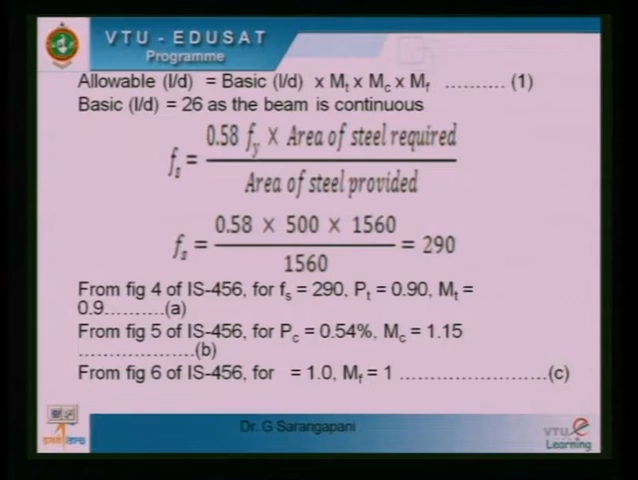 VTU - EDUSAT
Programme
Allowable (l/d) = Basic (l/d) x Mt x Mc x Mf .......... (1)
Basic (l/d) = 26 as the beam is continuous
fs = 0.58 fy × Area of steel required / Area of steel provided
fs = 0.58 × 500 × 1560 / 1560 = 290
From fig 4 of IS-456, for fs = 290, Pt = 0.90, Mt =
0.9..........(a)
From fig 5 of IS-456, for Pc = 0.54%, Mc = 1.15
....................(b)
From fig 6 of IS-456, for = 1.0, Mf = 1 .........................(c)
Dr. G Sarangapani
VTU e
Learning